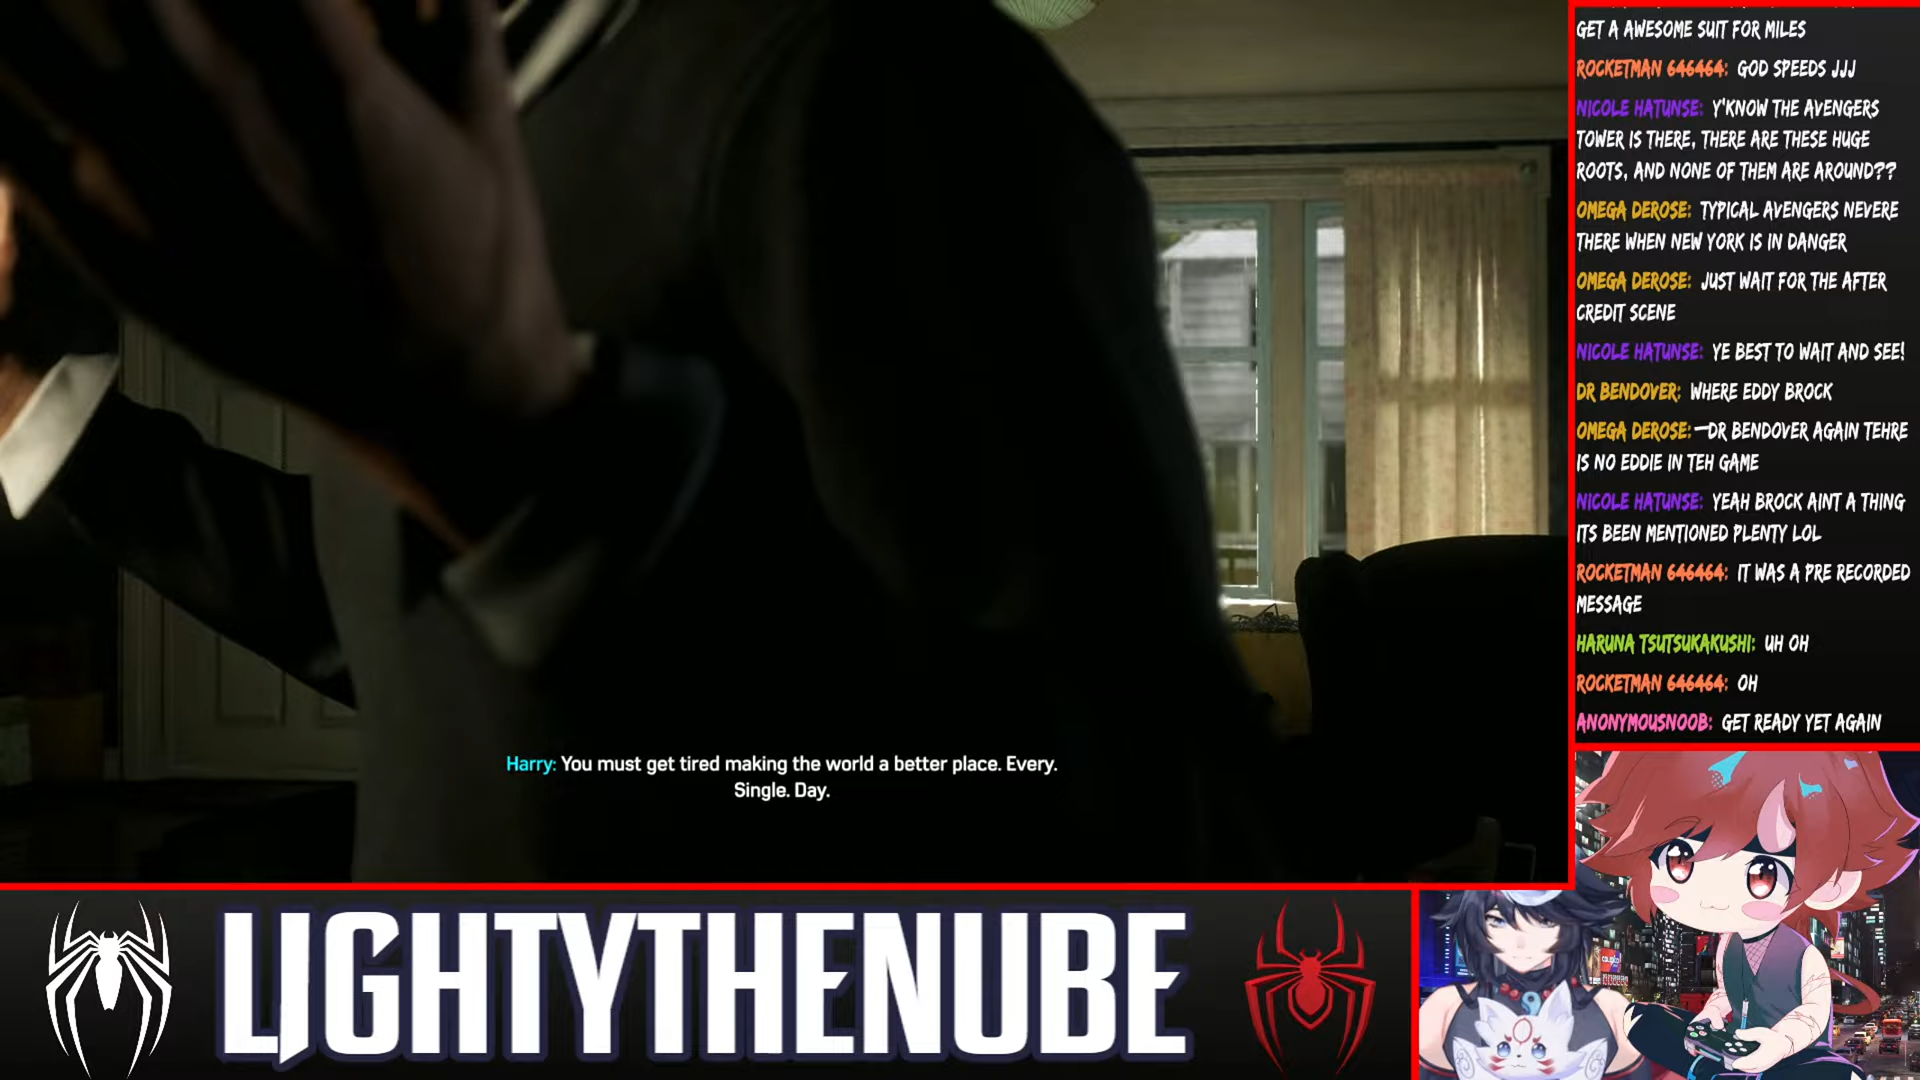 GET A AWESOME SUIT FOR MILES
ROCKETMAN 646464: GOD SPEEDS JJJ
NICOLE HATUNSE: Y'KNOW THE AVENGERS
TOWER IS THERE, THERE ARE THESE HUGE
ROOTS, AND NONE OF THEM ARE AROUND??
OMEGA DEROSE: TYPICAL AVENGERS NEVERE
THERE WHEN NEW YORK IS IN DANGER
OMEGA DEROSE: JUST WAIT FOR THE AFTER
CREDIT SCENE
NICOLE HATUNSE: YE BEST TO WAIT AND SEE!
DR BENDOVER: WHERE EDDY BROCK
OMEGA DEROSE: —DR BENDOVER AGAIN TEHRE
IS NO EDDIE IN TEH GAME
NICOLE HATUNSE: YEAH BROCK AINT A THING
ITS BEEN MENTIONED PLENTY LOL
ROCKETMAN 646464: IT WAS A PRE RECORDED
MESSAGE
HARUNA TSUTSUKAKUSHI: UH OH
ROCKETMAN 646464: OH
ANONYMOUSNOOB: GET READY YET AGAIN
Harry: You must get tired making the world a better place. Every.
Single. Day.
LIGHTYTHENUBE